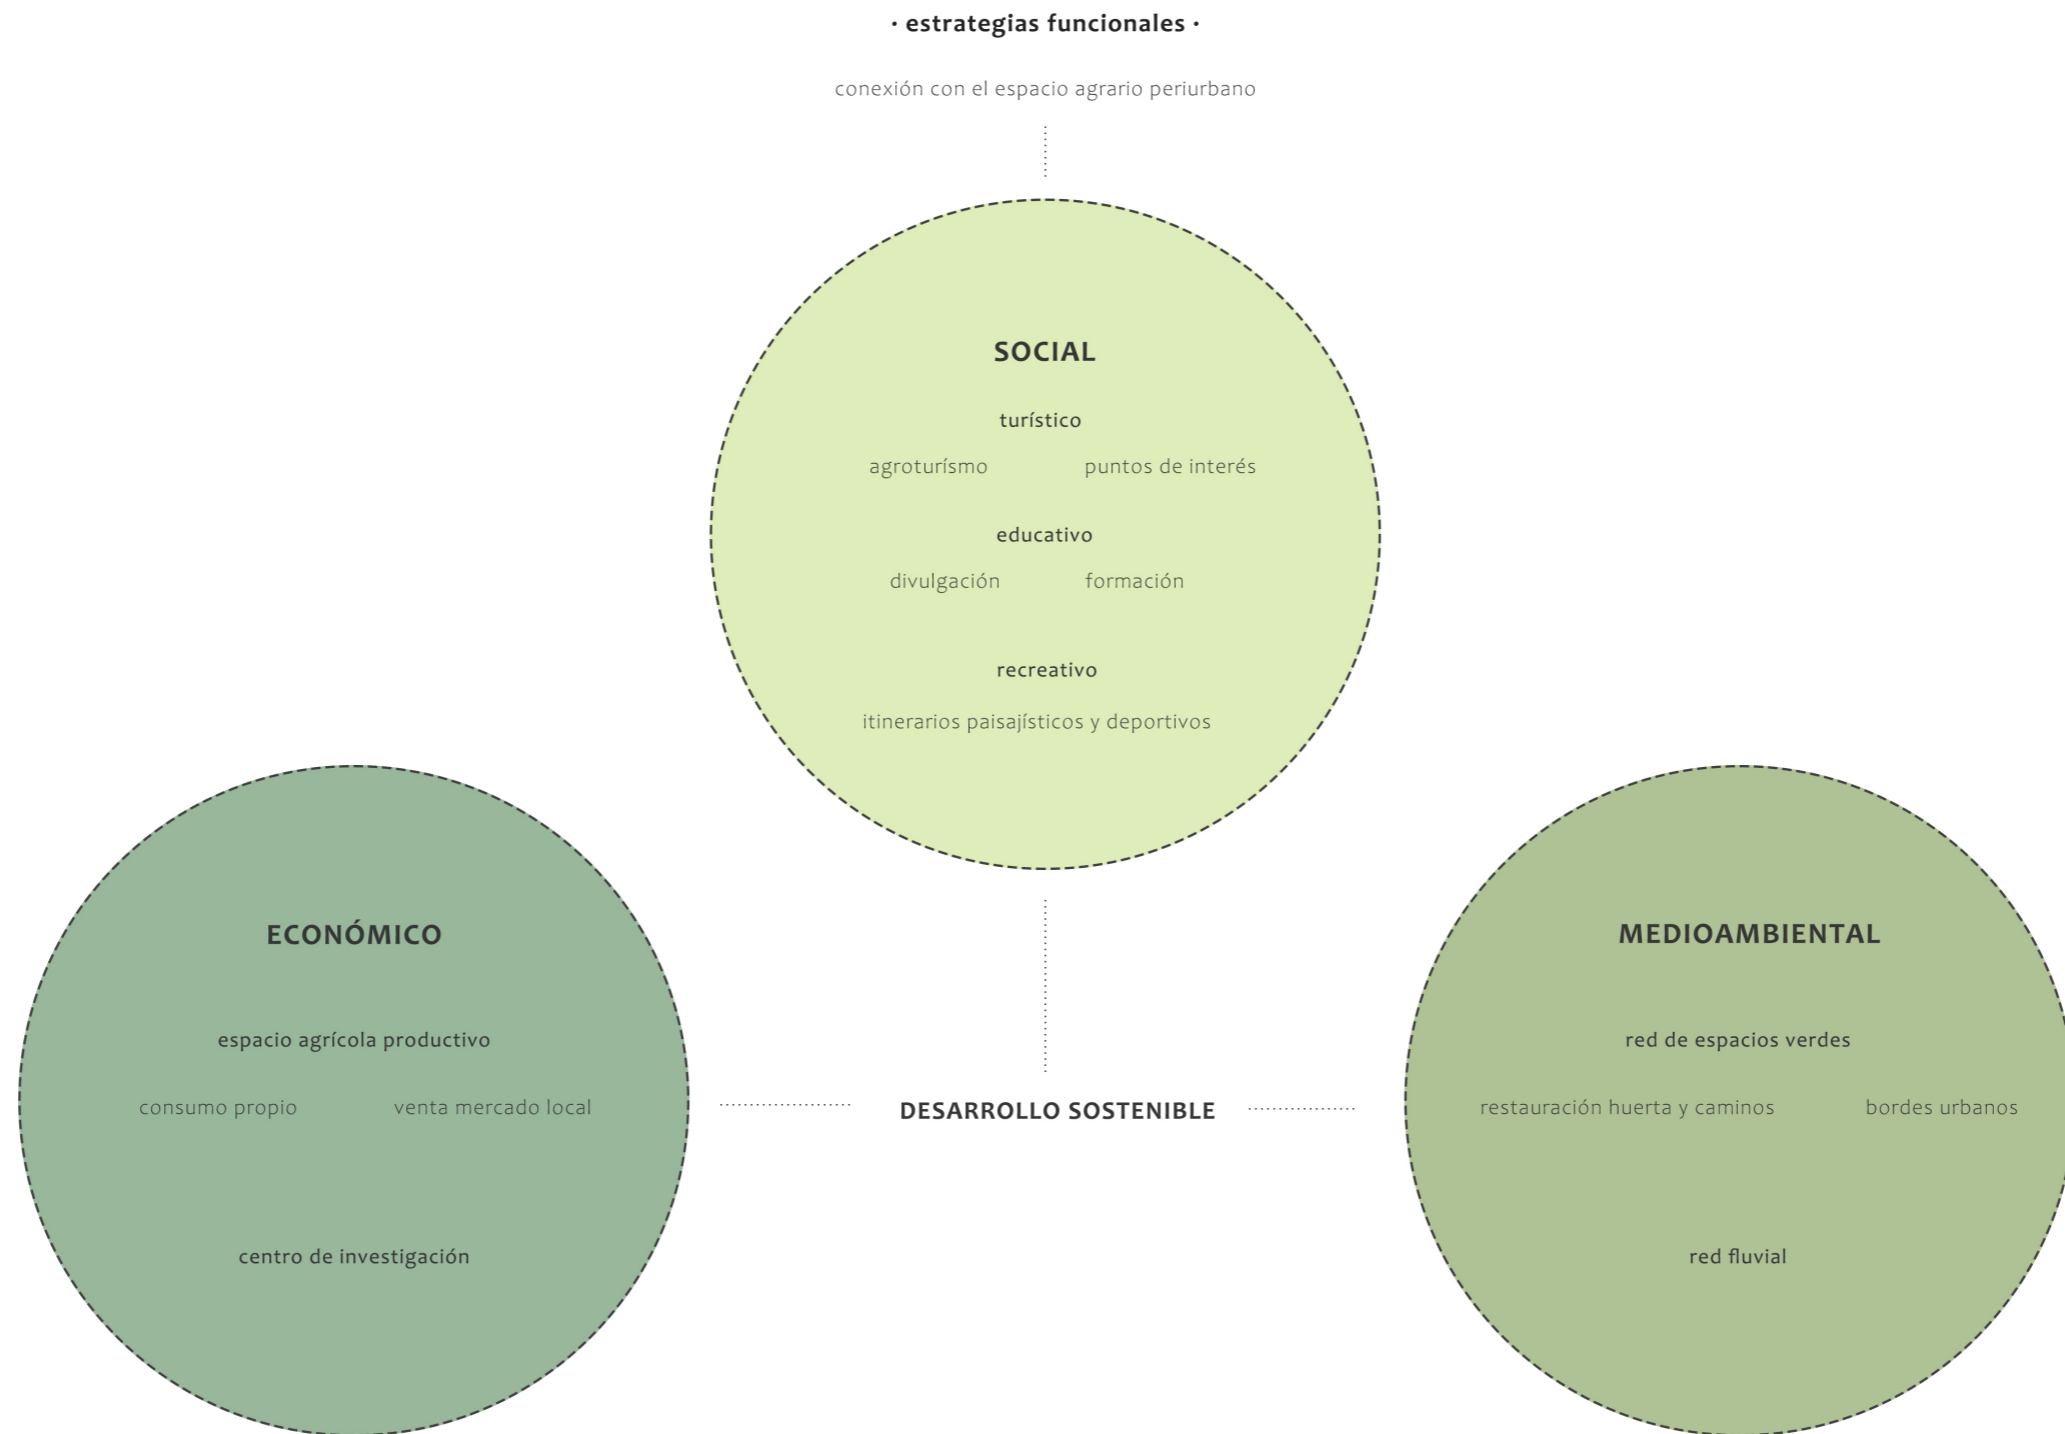 · estrategias funcionales ·
conexión con el espacio agrario periurbano
SOCIAL
turístico
agroturísmo puntos de interés
educativo
divulgación formación
recreativo
itinerarios paisajísticos y deportivos
ECONÓMICO
espacio agrícola productivo
consumo propio venta mercado local
centro de investigación
DESARROLLO SOSTENIBLE
MEDIOAMBIENTAL
red de espacios verdes
restauración huerta y caminos bordes urbanos
red fluvial